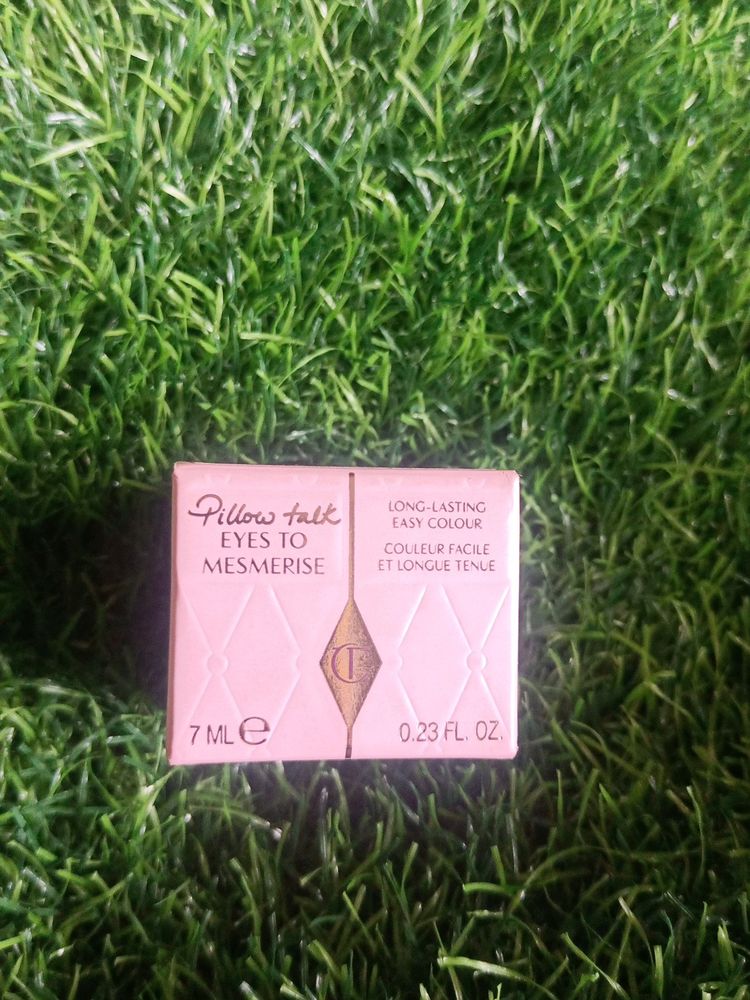 Pillow talk
EYES TO
MESMERISE
LONG-LASTING
EASY COLOUR
COULEUR FACILE
ET LONGUE TENUE
CT
7 ML ℮
0.23 FL. OZ.